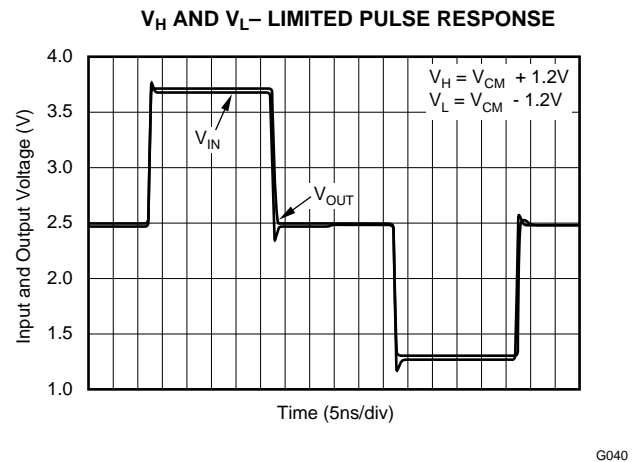 VH AND VL– LIMITED PULSE RESPONSE
4.0
3.5
3.0
2.5
2.0
1.5
1.0
Input and Output Voltage (V)
VH = VCM + 1.2V
VL = VCM - 1.2V
VIN
VOUT
Time (5ns/div)
G040